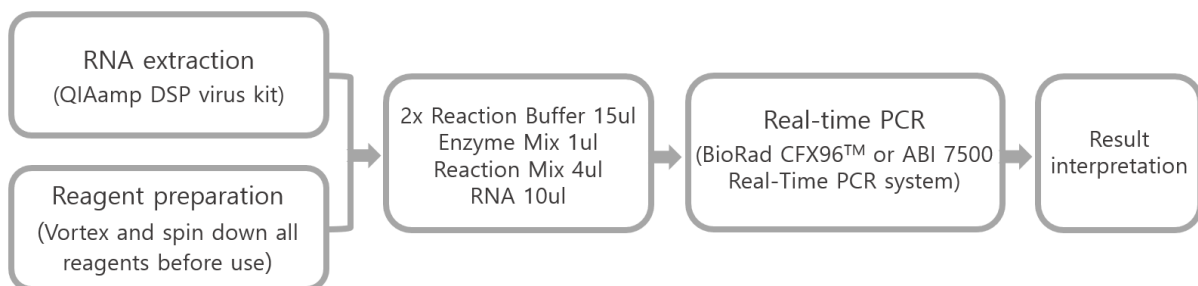 RNA extraction
(QIAamp DSP virus kit)
Reagent preparation
(Vortex and spin down all
reagents before use)
2x Reaction Buffer 15ul
Enzyme Mix 1ul
Reaction Mix 4ul
RNA 10ul
Real-time PCR
(BioRad CFX96™ or ABI 7500
Real-Time PCR system)
Result
interpretation